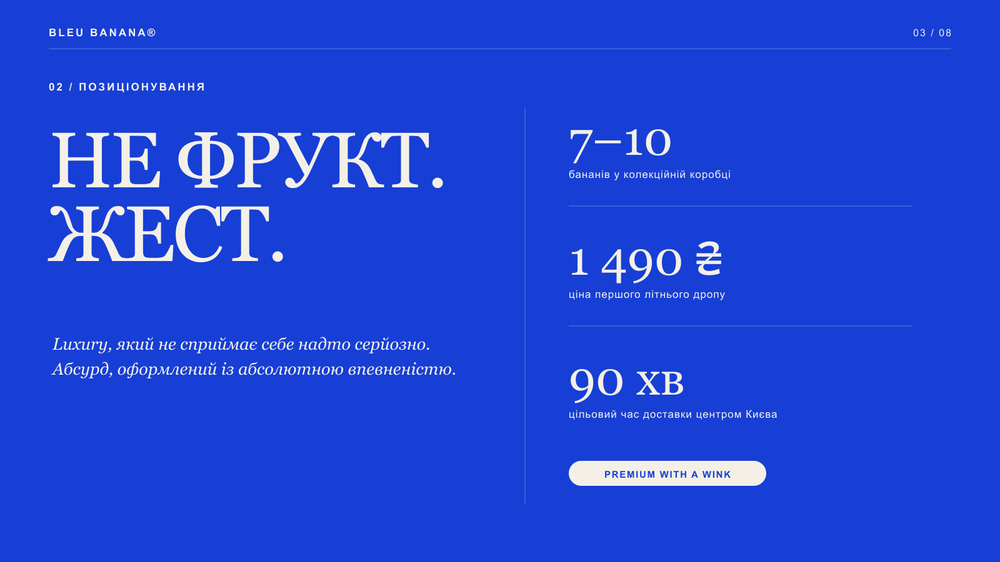 BLEU BANANA®
03 / 08
02 / ПОЗИЦІОНУВАННЯ
НЕ ФРУКТ.
ЖЕСТ.
Luxury, який не сприймає себе надто серйозно.
Абсурд, оформлений із абсолютною впевненістю.
7–10
бананів у колекційній коробці
1 490 ₴
ціна першого літнього дропу
90 хв
цільовий час доставки центром Києва
PREMIUM WITH A WINK